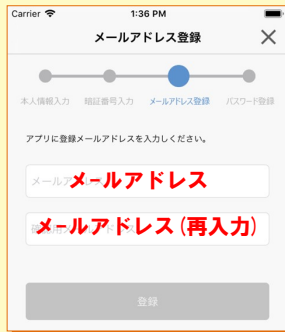 Carrier 1:36 PM
メールアドレス登録
本人情報入力 暗証番号入力 メールアドレス登録 パスワード登録
アプリに登録メールアドレスを入力しください。
メールアドレス
メールアドレス(再入力)
登録